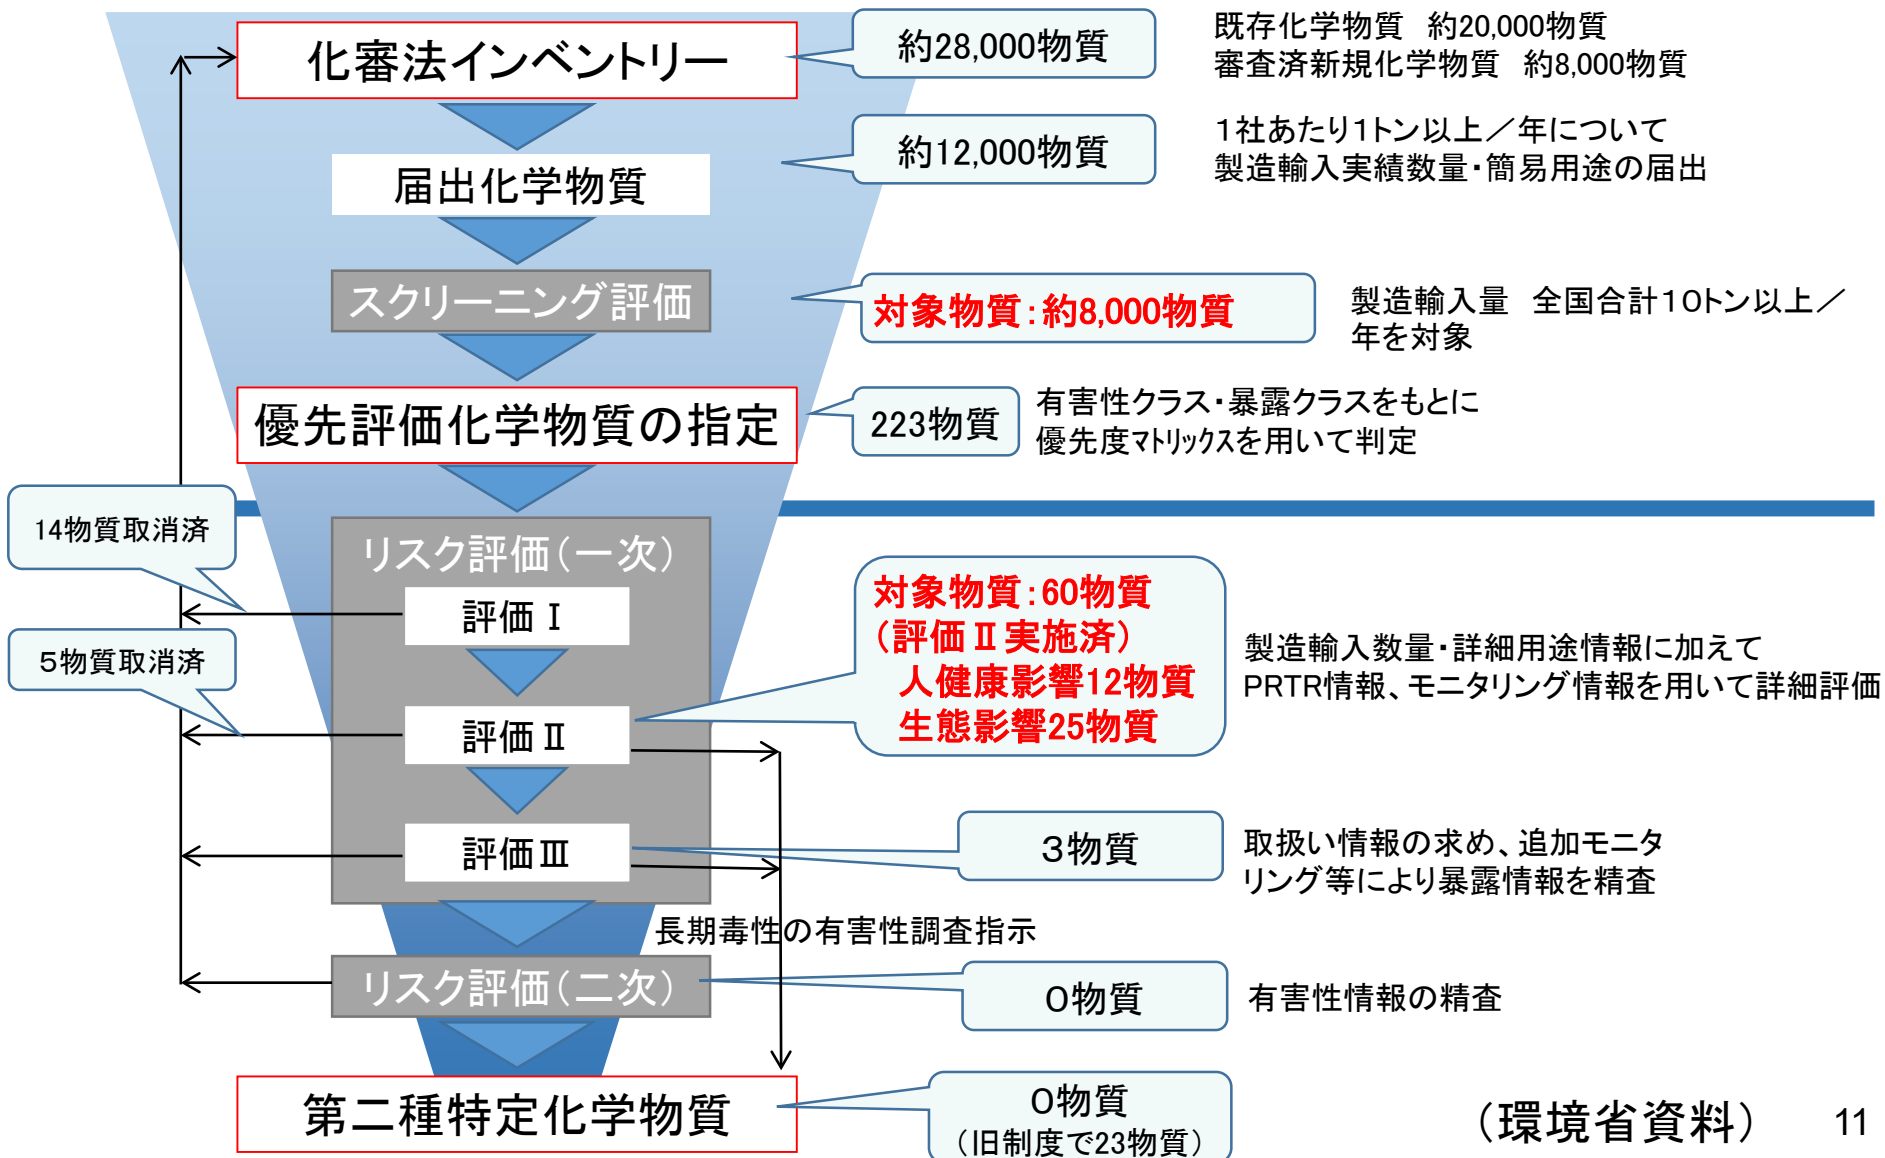 化審法インベントリー
約28,000物質
既存化学物質　約20,000物質
審査済新規化学物質　約8,000物質
届出化学物質
約12,000物質
１社あたり１トン以上／年について
製造輸入実績数量・簡易用途の届出
スクリーニング評価
対象物質：約8,000物質
製造輸入量　全国合計１０トン以上／
年を対象
優先評価化学物質の指定
223物質
有害性クラス・暴露クラスをもとに
優先度マトリックスを用いて判定
14物質取消済
リスク評価（一次）
評価Ⅰ
５物質取消済
対象物質：60物質
（評価Ⅱ実施済）
人健康影響12物質
生態影響25物質
製造輸入数量・詳細用途情報に加えて
PRTR情報、モニタリング情報を用いて詳細評価
評価Ⅱ
評価Ⅲ
３物質
取扱い情報の求め、追加モニタ
リング等により暴露情報を精査
長期毒性の有害性調査指示
リスク評価（二次）
０物質
有害性情報の精査
第二種特定化学物質
０物質
（旧制度で23物質）
（環境省資料）
11